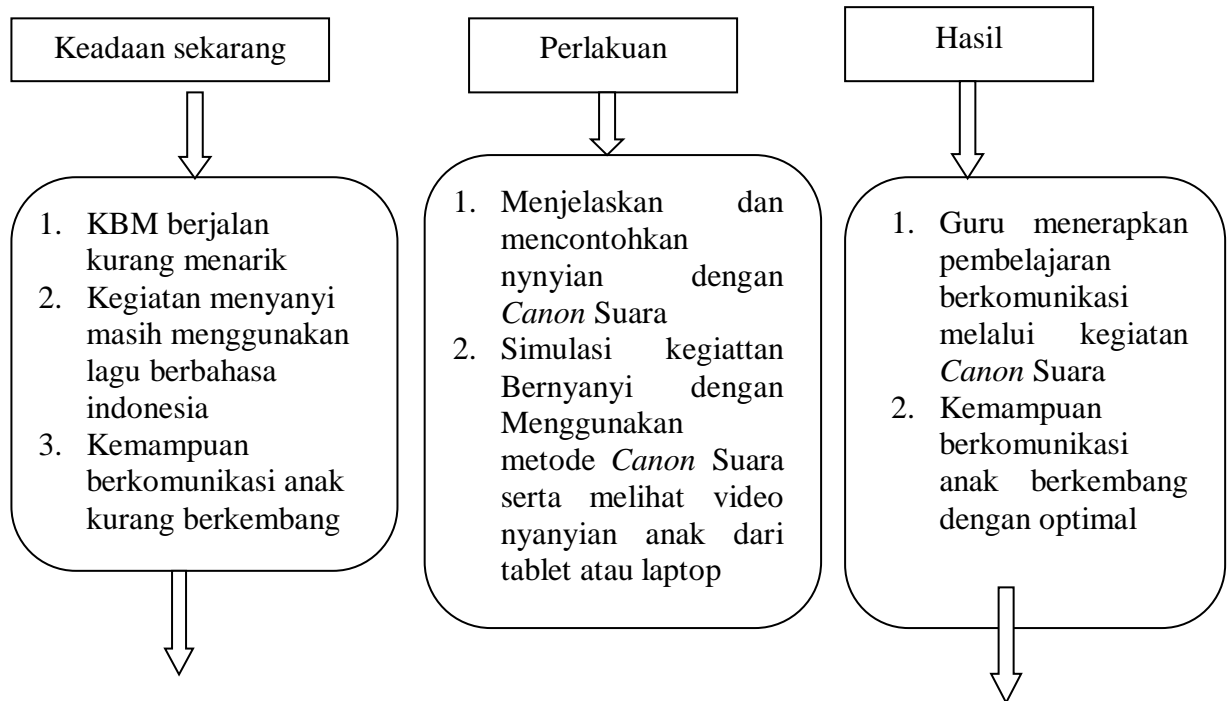 Keadaan sekarang
Perlakuan
Hasil
1. KBM berjalan
kurang menarik
2. Kegiatan menyanyi
masih menggunakan
lagu berbahasa
indonesia
3. Kemampuan
berkomunikasi anak
kurang berkembang
1. Menjelaskan dan
mencontohkan
nynyian dengan
Canon Suara
2. Simulasi kegiattan
Bernyanyi dengan
Menggunakan
metode Canon Suara
serta melihat video
nyanyian anak dari
tablet atau laptop
1. Guru menerapkan
pembelajaran
berkomunikasi
melalui kegiatan
Canon Suara
2. Kemampuan
berkomunikasi
anak berkembang
dengan optimal